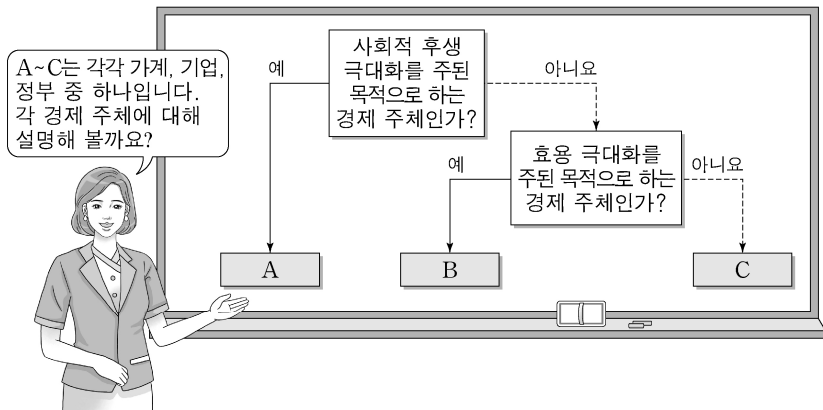 A~C는 각각 가계, 기업,
정부 중 하나입니다.
각 경제 주체에 대해
설명해 볼까요?
사회적 후생
극대화를 주된
목적으로 하는
경제 주체인가?
예
아니요
효용 극대화를
주된 목적으로 하는
경제 주체인가?
예
아니요
A
B
C